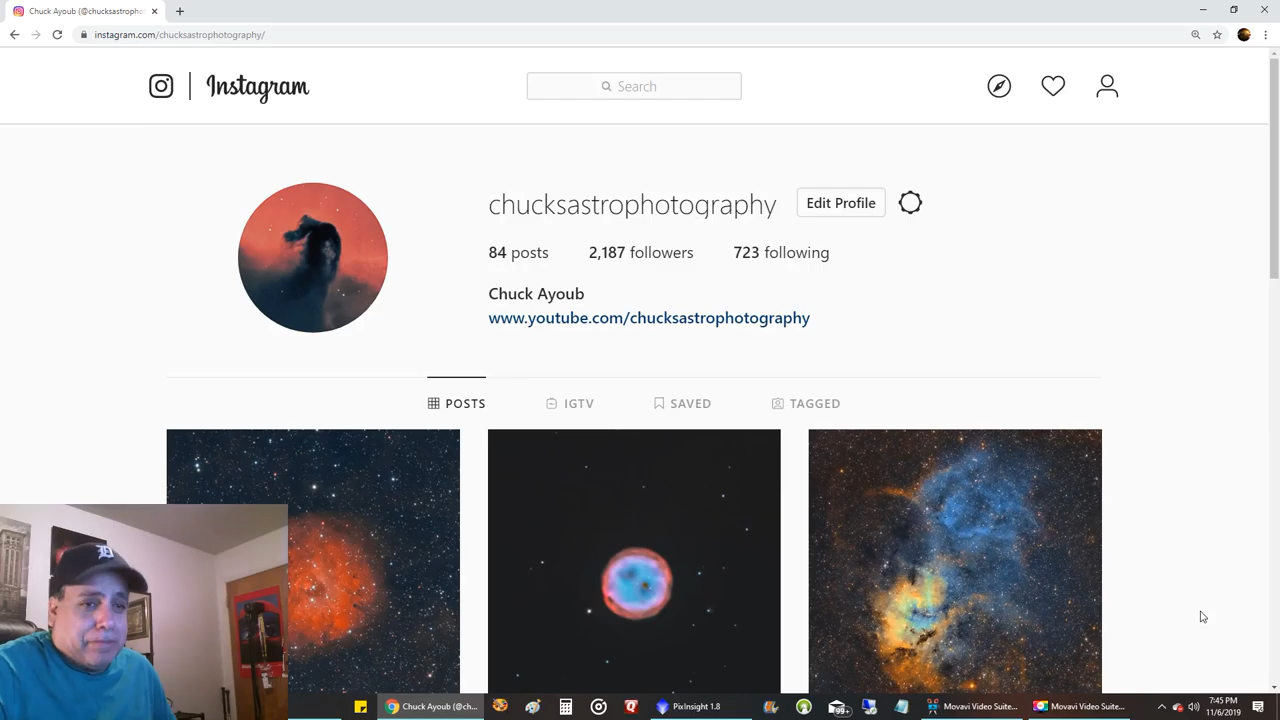 Chuck Ayoub (@chucksastropho
instagram.com/chucksastrophotography/
Instagram
Search
chucksastrophotography
Edit Profile
84 posts 2,187 followers 723 following
Chuck Ayoub
www.youtube.com/chucksastrophotography
POSTS IGTV SAVED TAGGED
D
Chuck Ayoub (@ch...
PixInsight 1.8
99+
Movavi Video Suite...
Movavi Video Suite...
7:45 PM
11/6/2019